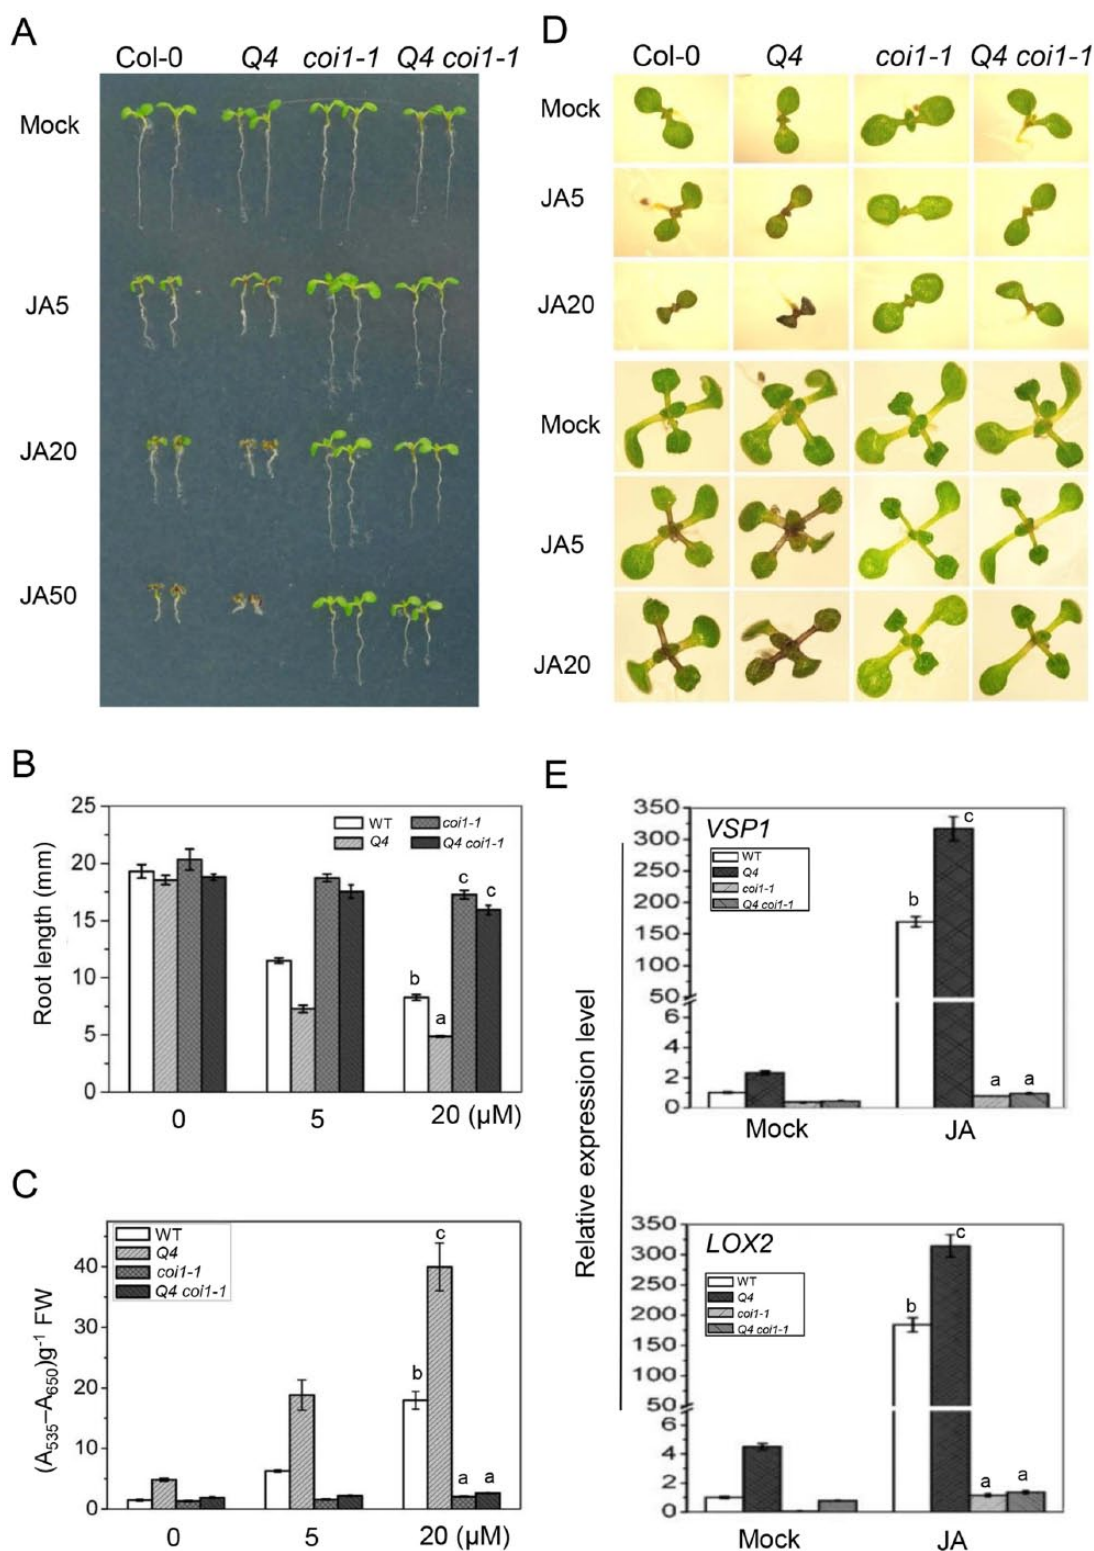 A
Col-0 Q4 coi1-1 Q4 coi1-1
Mock
JA5
JA20
JA50
D
Col-0 Q4 coi1-1 Q4 coi1-1
Mock
JA5
JA20
Mock
JA5
JA20
B
Root length (mm)
25
20
15
10
5
0
WT coi1-1
Q4 Q4 coi1-1
b a c c
0 5 20 (μM)
C
(A535–A650)g-1 FW
40
30
20
10
0
WT
Q4
coi1-1
Q4 coi1-1
b c a a
0 5 20 (μM)
E
Relative expression level
350
300
250
200
150
100
50
6
4
2
0
VSP1
WT
Q4
coi1-1
Q4 coi1-1
b c a a
Mock JA
350
300
250
200
150
100
50
6
4
2
0
LOX2
WT
Q4
coi1-1
Q4 coi1-1
b c a a
Mock JA